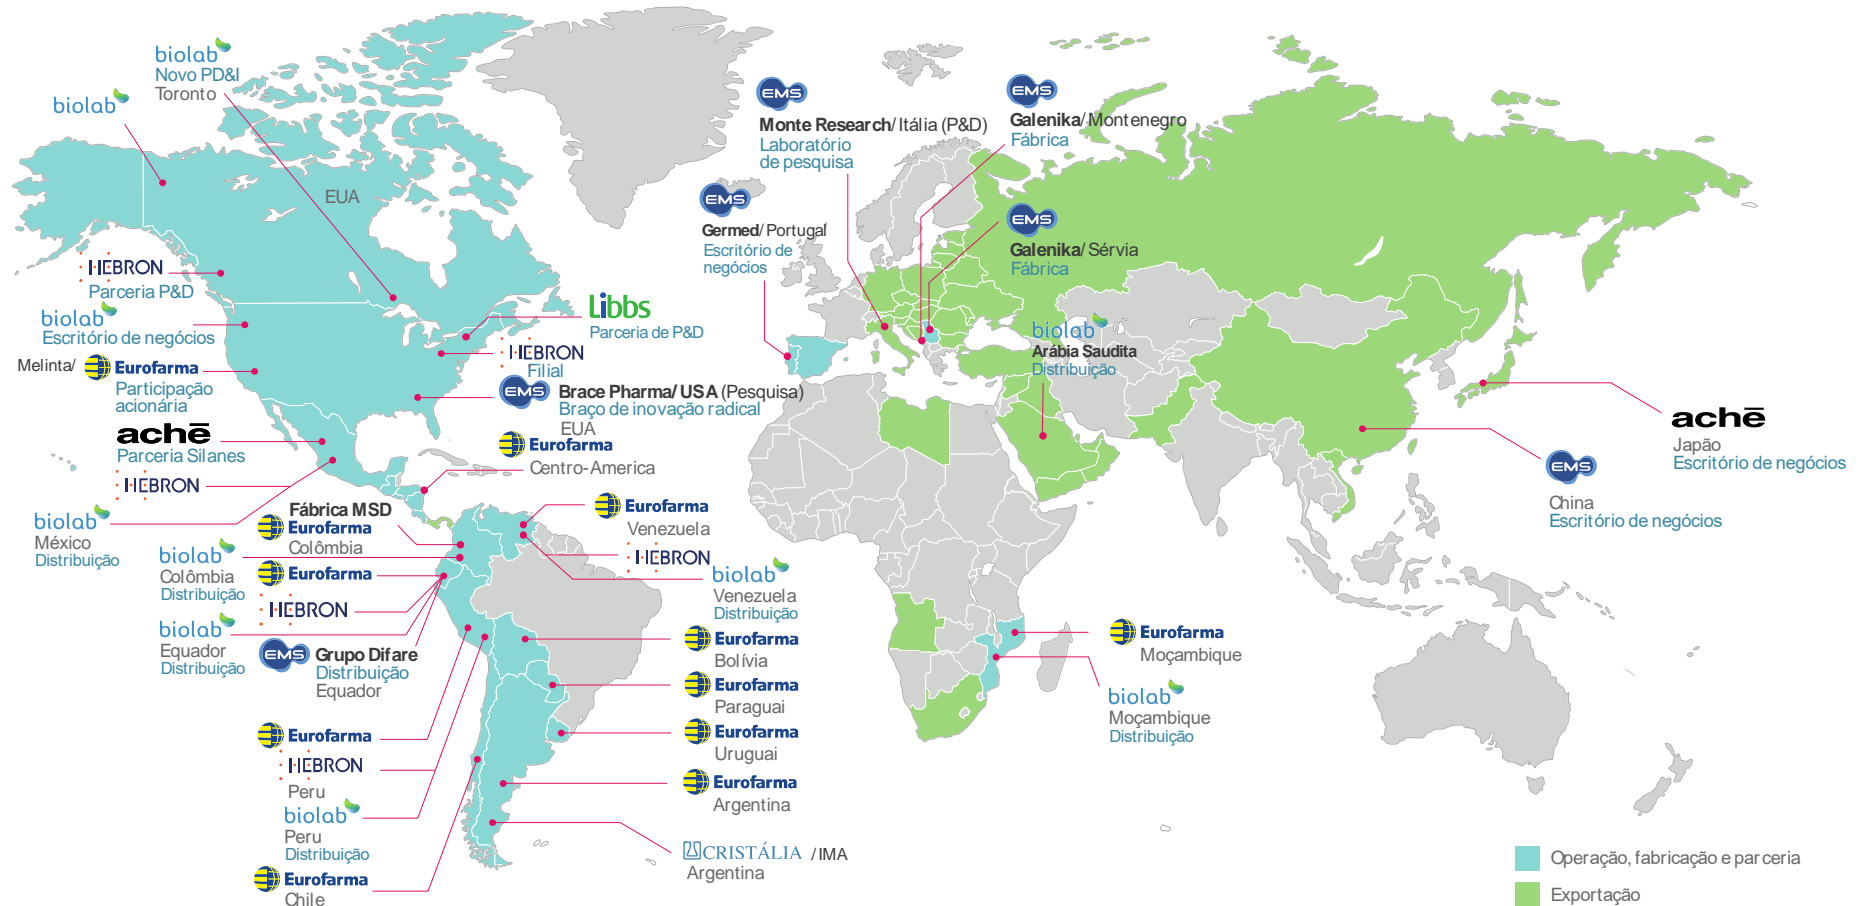 biolab
Novo PD&I
Toronto
biolab
EUA
HEBRON
Parceria P&D
biolab
Escritório de negócios
Melinta/ Eurofarma
Participação
acionária
achē
Parceria Silanes
HEBRON
biolab
México
Distribuição
Libbs
Parceria de P&D
HEBRON
Filial
EMS
Brace Pharma/ USA (Pesquisa)
Braço de inovação radical
EUA
Eurofarma
Centro-America
Fábrica MSD
Eurofarma
Colômbia
biolab
Colômbia
Distribuição
Eurofarma
HEBRON
biolab
Equador
Distribuição
EMS
Grupo Difare
Distribuição
Equador
Eurofarma
HEBRON
Peru
biolab
Peru
Distribuição
Eurofarma
Chile
Eurofarma
Venezuela
HEBRON
biolab
Venezuela
Distribuição
Eurofarma
Bolívia
Eurofarma
Paraguai
Eurofarma
Uruguai
Eurofarma
Argentina
CRISTÁLIA /IMA
Argentina
EMS
Monte Research/ Itália (P&D)
Laboratório
de pesquisa
EMS
Germed/ Portugal
Escritório de
negócios
EMS
Galenika/ Montenegro
Fábrica
EMS
Galenika/ Sérvia
Fábrica
biolab
Arábia Saudita
Distribuição
Eurofarma
Moçambique
biolab
Moçambique
Distribuição
achē
Japão
Escritório de negócios
EMS
China
Escritório de negócios
Operação, fabricação e parceria
Exportação